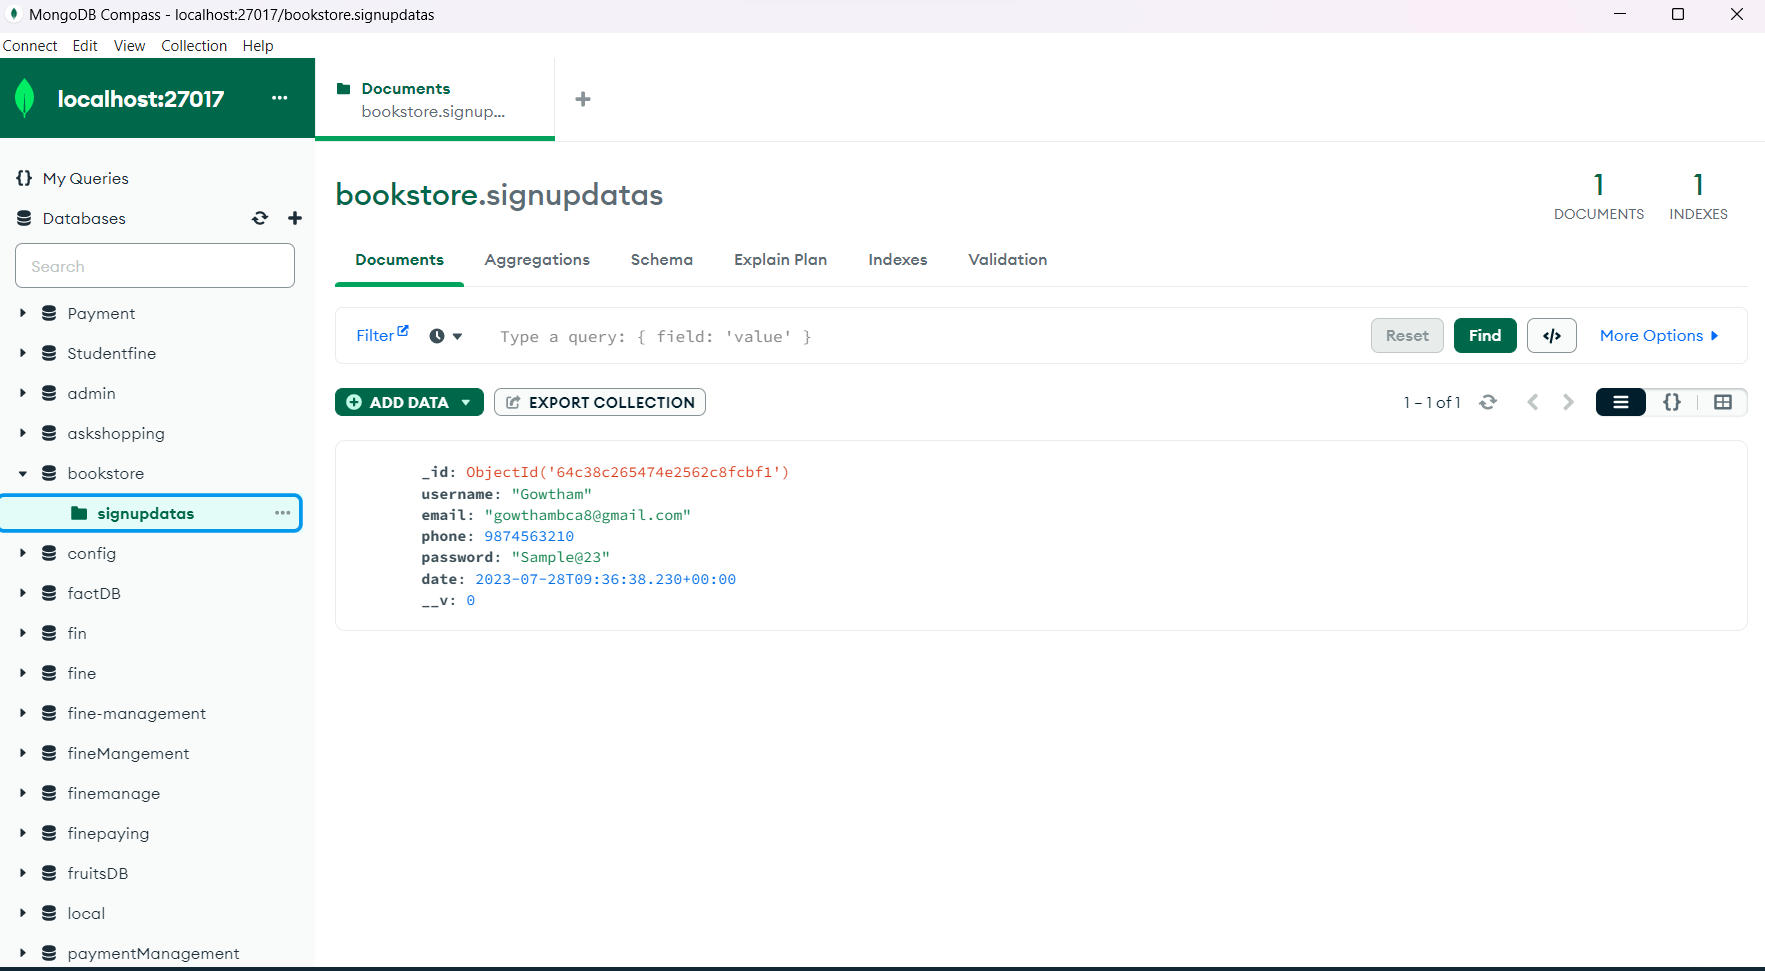 MongoDB Compass - localhost:27017/bookstore.signupdatas
Connect Edit View Collection Help
localhost:27017 ...
Documents
bookstore.signup...
My Queries
Databases
Search
Payment
Studentfine
admin
askshopping
bookstore
signupdatas
config
factDB
fin
fine
fine-management
fineMangement
finemanage
finepaying
fruitsDB
local
paymentManagement
bookstore.signupdatas
1
DOCUMENTS
1
INDEXES
Documents Aggregations Schema Explain Plan Indexes Validation
Filter Type a query: { field: 'value' } Reset Find </> More Options
ADD DATA EXPORT COLLECTION 1 – 1 of 1 {}
_id: ObjectId('64c38c265474e2562c8fcbf1')
username: "Gowtham"
email: "gowthambca8@gmail.com"
phone: 9874563210
password: "Sample@23"
date: 2023-07-28T09:36:38.230+00:00
__v: 0